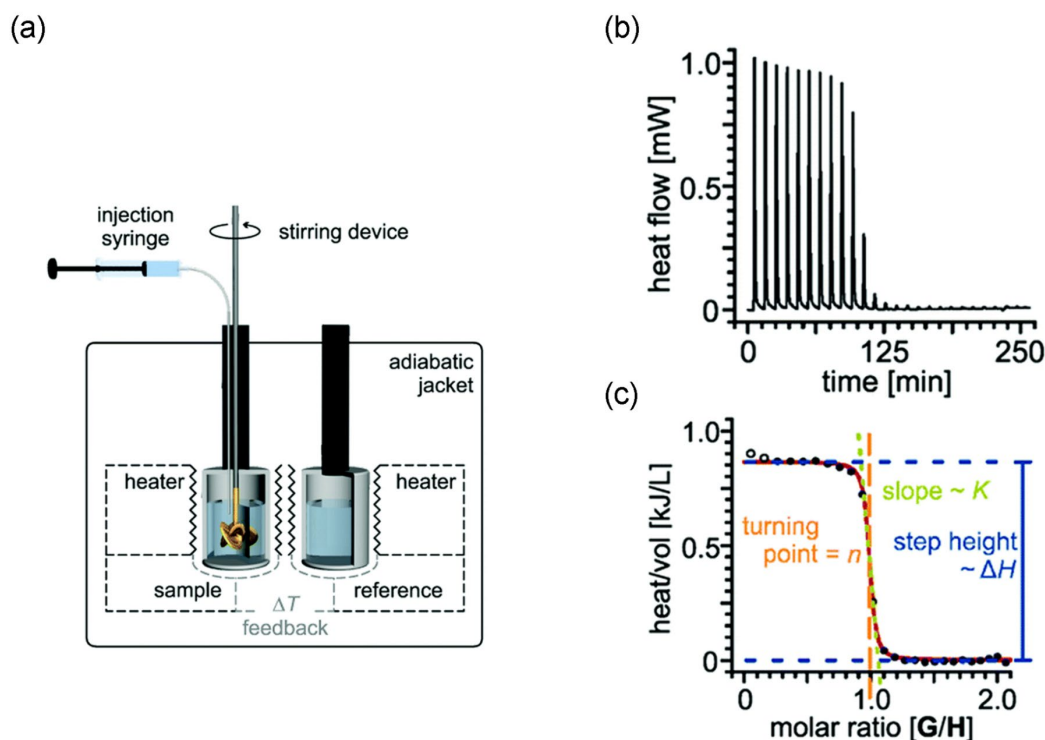 (a)
injection
syringe
stirring device
adiabatic
jacket
heater
heater
sample
reference
ΔT
feedback
(b)
heat flow [mW]
1.0
0.5
0
0
125
250
time [min]
(c)
heat/vol [kJ/L]
1.0
0.5
0
slope ~ K
turning
point = n
step height
~ ΔH
0
1.0
2.0
molar ratio [G/H]